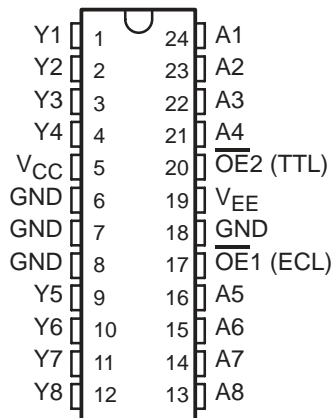 Y1 1 24 A1
Y2 2 23 A2
Y3 3 22 A3
Y4 4 21 A4
VCC 5 20 O̅E̅2 (TTL)
GND 6 19 VEE
GND 7 18 GND
GND 8 17 O̅E̅1 (ECL)
Y5 9 16 A5
Y6 10 15 A6
Y7 11 14 A7
Y8 12 13 A8